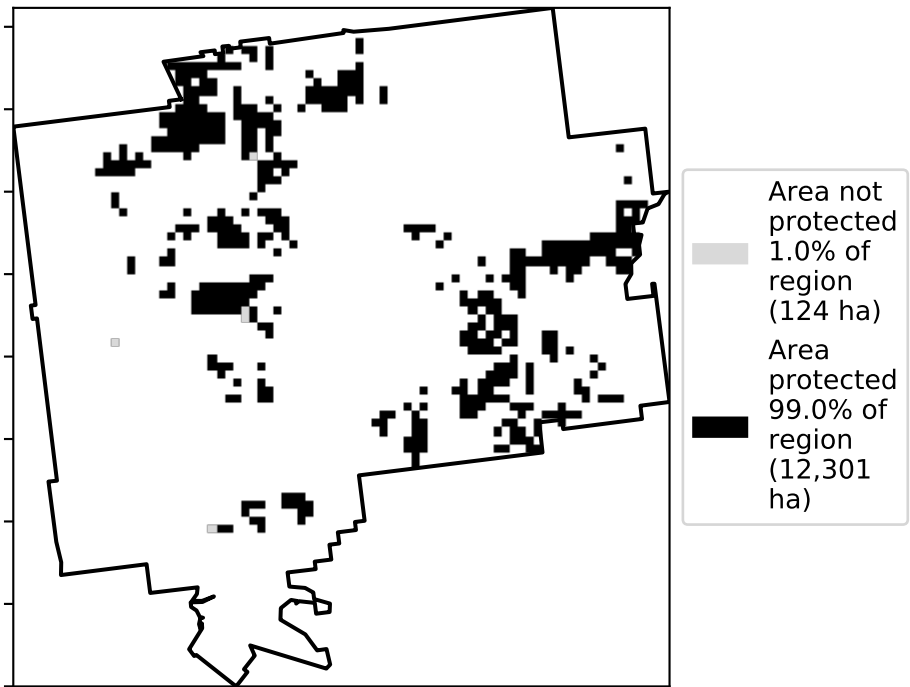 Area not
protected
1.0% of
region
(124 ha)
Area
protected
99.0% of
region
(12,301
ha)